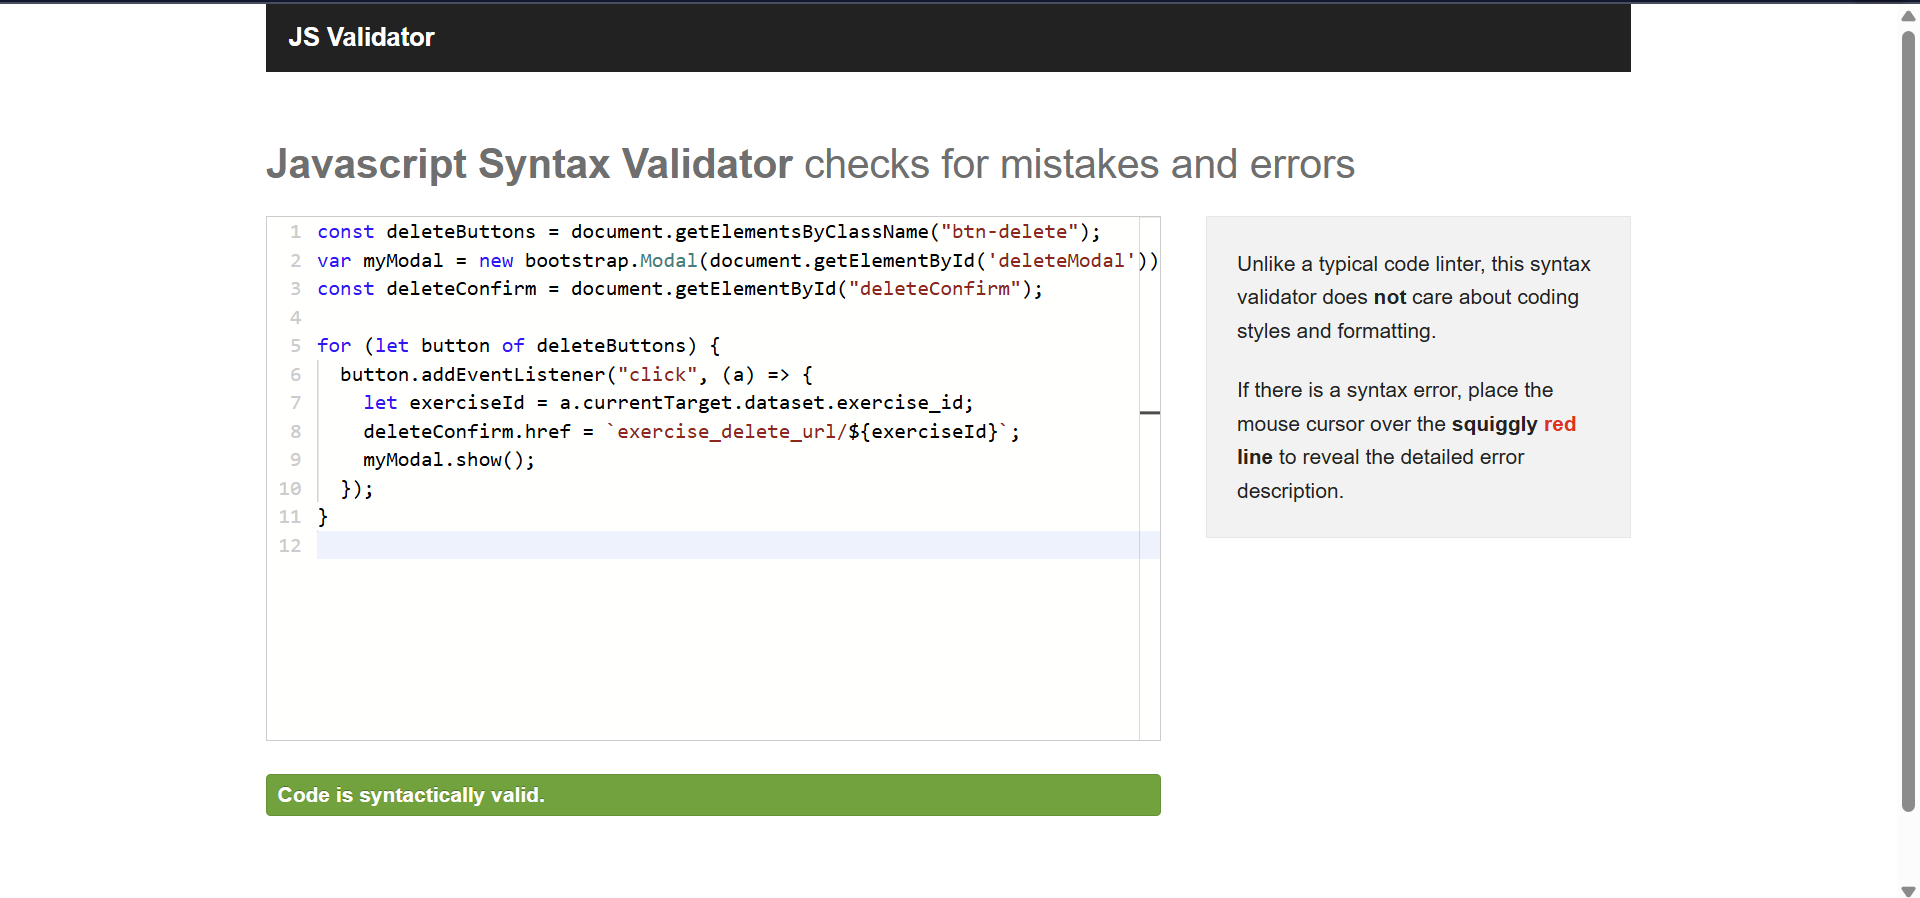 JS Validator
Javascript Syntax Validator checks for mistakes and errors
1 const deleteButtons = document.getElementsByClassName("btn-delete");
2 var myModal = new bootstrap.Modal(document.getElementById('deleteModal'))
3 const deleteConfirm = document.getElementById("deleteConfirm");
4
5 for (let button of deleteButtons) {
6   button.addEventListener("click", (a) => {
7     let exerciseId = a.currentTarget.dataset.exercise_id;
8     deleteConfirm.href = `exercise_delete_url/${exerciseId}`;
9     myModal.show();
10   });
11 }
12
Unlike a typical code linter, this syntax
validator does not care about coding
styles and formatting.
If there is a syntax error, place the
mouse cursor over the squiggly red
line to reveal the detailed error
description.
Code is syntactically valid.